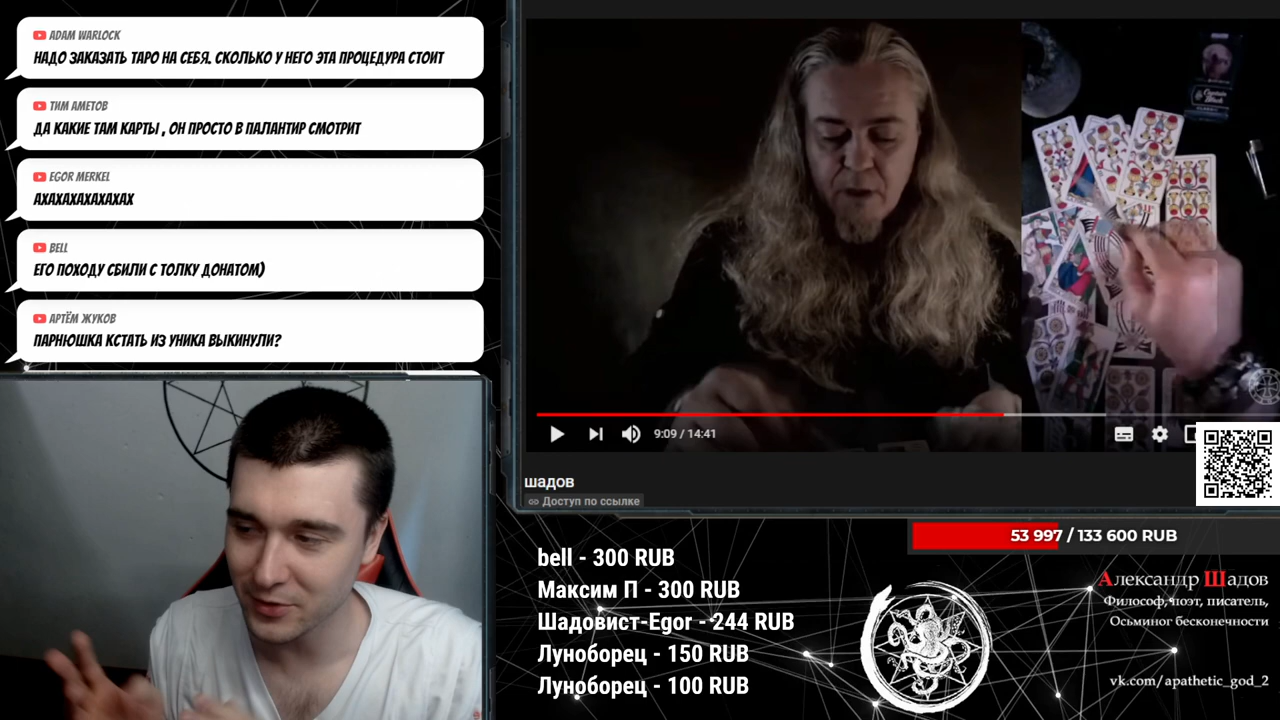 ADAM WARLOCK
НАДО ЗАКАЗАТЬ ТАРО НА СЕБЯ. СКОЛЬКО У НЕГО ЭТА ПРОЦЕДУРА СТОИТ
ТИМ АМЕТОВ
ДА КАКИЕ ТАМ КАРТЫ , ОН ПРОСТО В ПАЛАНТИР СМОТРИТ
EGOR MERKEL
АХАХАХАХАХАХАХ
BELL
ЕГО ПОХОДУ СБИЛИ С ТОЛКУ ДОНАТОМ)
АРТЁМ ЖУКОВ
ПАРНЮШКА КСТАТЬ ИЗ УНИКА ВЫКИНУЛИ?
9:09 / 14:41
шадов
Доступ по ссылке
53 997 / 133 600 RUB
bell - 300 RUB
Максим П - 300 RUB
Шадовист-Egor - 244 RUB
Луноборец - 150 RUB
Луноборец - 100 RUB
Александр Шадов
Философ, поэт, писатель,
Осьминог бесконечности
vk.com/apathetic_god_2